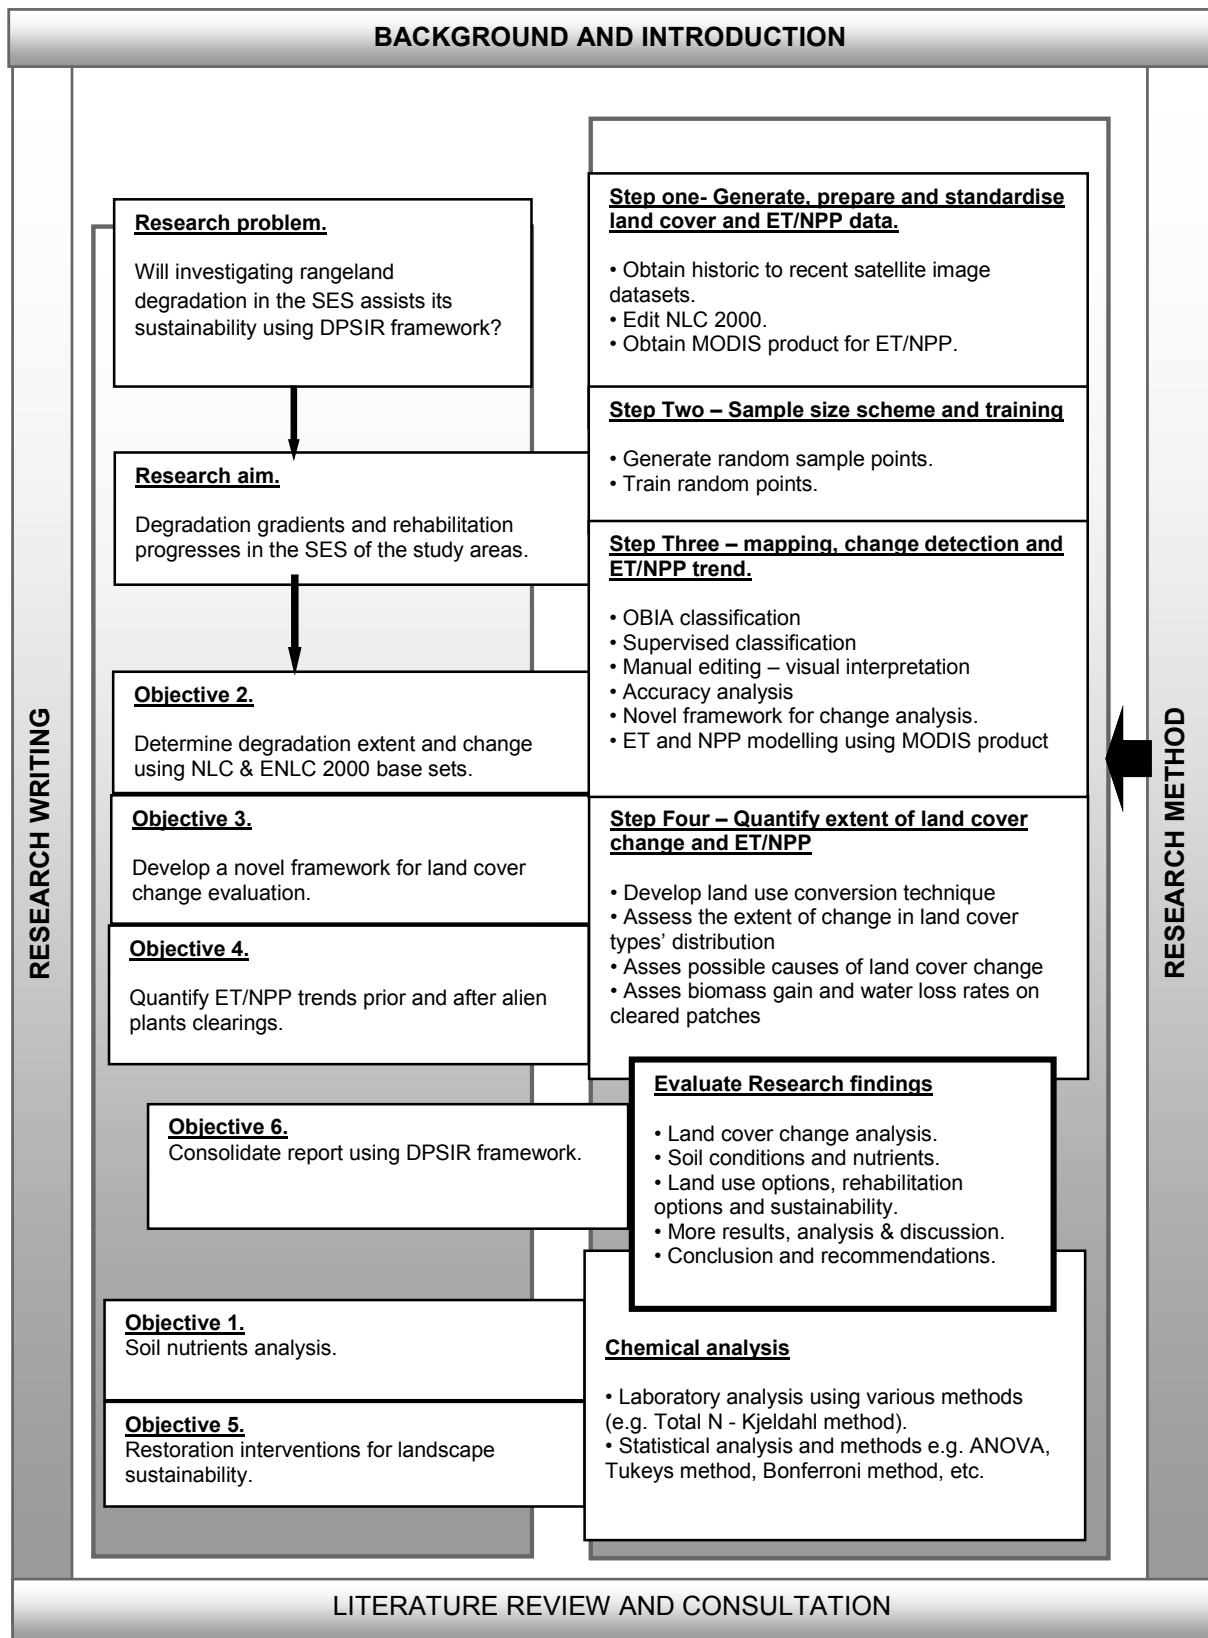 BACKGROUND AND INTRODUCTION
RESEARCH WRITING
Research problem.
Will investigating rangeland
degradation in the SES assists its
sustainability using DPSIR framework?
Research aim.
Degradation gradients and rehabilitation
progresses in the SES of the study areas.
Objective 2.
Determine degradation extent and change
using NLC & ENLC 2000 base sets.
Objective 3.
Develop a novel framework for land cover
change evaluation.
Objective 4.
Quantify ET/NPP trends prior and after alien
plants clearings.
Objective 6.
Consolidate report using DPSIR framework.
Objective 1.
Soil nutrients analysis.
Objective 5.
Restoration interventions for landscape
sustainability.
Step one- Generate, prepare and standardise
land cover and ET/NPP data.
• Obtain historic to recent satellite image
datasets.
• Edit NLC 2000.
• Obtain MODIS product for ET/NPP.
Step Two – Sample size scheme and training
• Generate random sample points.
• Train random points.
Step Three – mapping, change detection and
ET/NPP trend.
• OBIA classification
• Supervised classification
• Manual editing – visual interpretation
• Accuracy analysis
• Novel framework for change analysis.
• ET and NPP modelling using MODIS product
Step Four – Quantify extent of land cover
change and ET/NPP
• Develop land use conversion technique
• Assess the extent of change in land cover
types’ distribution
• Asses possible causes of land cover change
• Asses biomass gain and water loss rates on
cleared patches
Evaluate Research findings
• Land cover change analysis.
• Soil conditions and nutrients.
• Land use options, rehabilitation
options and sustainability.
• More results, analysis & discussion.
• Conclusion and recommendations.
Chemical analysis
• Laboratory analysis using various methods
(e.g. Total N - Kjeldahl method).
• Statistical analysis and methods e.g. ANOVA,
Tukeys method, Bonferroni method, etc.
RESEARCH METHOD
LITERATURE REVIEW AND CONSULTATION